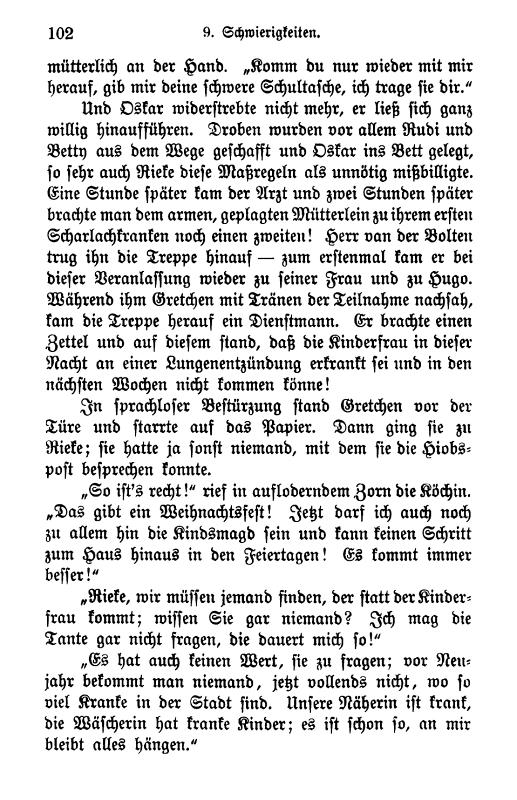 102 9. Schwierigkeiten.
mütterlich an der Hand. „Komm du nur wieder mit mir
herauf, gib mir deine schwere Schultasche, ich trage sie dir.“
Und Oskar widerstrebte nicht mehr, er ließ sich ganz
willig hinaufführen. Droben wurden vor allem Rudi und
Betty aus dem Wege geschafft und Oskar ins Bett gelegt,
so sehr auch Rieke diese Maßregeln als unnötig mißbilligte.
Eine Stunde später kam der Arzt und zwei Stunden später
brachte man dem armen, geplagten Mütterlein zu ihrem ersten
Scharlachkranken noch einen zweiten! Herr van der Bolten
trug ihn die Treppe hinauf — zum erstenmal kam er bei
dieser Veranlassung wieder zu seiner Frau und zu Hugo.
Während ihm Gretchen mit Tränen der Teilnahme nachsah,
kam die Treppe herauf ein Dienstmann. Er brachte einen
Zettel und auf diesem stand, daß die Kinderfrau in dieser
Nacht an einer Lungenentzündung erkrankt sei und in den
nächsten Wochen nicht kommen könne!
In sprachloser Bestürzung stand Gretchen vor der
Türe und starrte auf das Papier. Dann ging sie zu
Rieke; sie hatte ja sonst niemand, mit dem sie die Hiobs-
post besprechen konnte.
„So ist's recht!“ rief in aufloderndem Zorn die Köchin.
„Das gibt ein Weihnachtsfest! Jetzt darf ich auch noch
zu allem hin die Kindsmagd sein und kann keinen Schritt
zum Haus hinaus in den Feiertagen! Es kommt immer
besser!“
„Rieke, wir müssen jemand finden, der statt der Kinder-
frau kommt; wissen Sie gar niemand? Ich mag die
Tante gar nicht fragen, die dauert mich so!“
„Es hat auch keinen Wert, sie zu fragen; vor Neu-
jahr bekommt man niemand, jetzt vollends nicht, wo so
viel Kranke in der Stadt sind. Unsere Näherin ist krank,
die Wäscherin hat kranke Kinder; es ist schon so, an mir
bleibt alles hängen.“